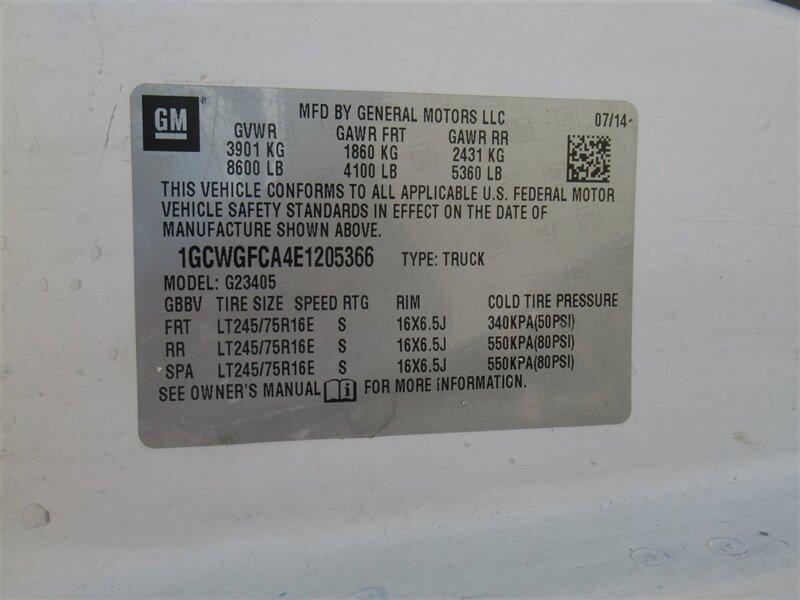 GM® MFD BY GENERAL MOTORS LLC 07/14
GVWR GAWR FRT GAWR RR
3901 KG 1860 KG 2431 KG
8600 LB 4100 LB 5360 LB
THIS VEHICLE CONFORMS TO ALL APPLICABLE U.S. FEDERAL MOTOR
VEHICLE SAFETY STANDARDS IN EFFECT ON THE DATE OF
MANUFACTURE SHOWN ABOVE.
1GCWGFCA4E1205366 TYPE: TRUCK
MODEL: G23405
GBBV TIRE SIZE SPEED RTG RIM COLD TIRE PRESSURE
FRT LT245/75R16E S 16X6.5J 340KPA(50PSI)
RR LT245/75R16E S 16X6.5J 550KPA(80PSI)
SPA LT245/75R16E S 16X6.5J 550KPA(80PSI)
SEE OWNER'S MANUAL FOR MORE INFORMATION.